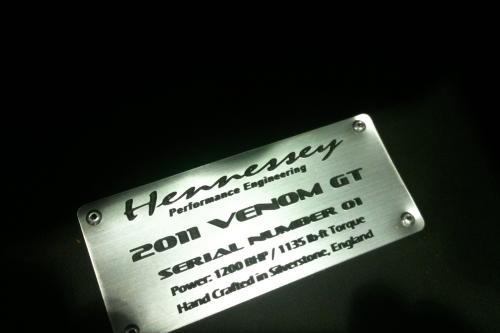 Hennessey
Performance Engineering
2011 VENOM GT
SERIAL NUMBER 01
Power: 1200 BHP / 1135 lb-ft Torque
Hand Crafted in Silverstone, England